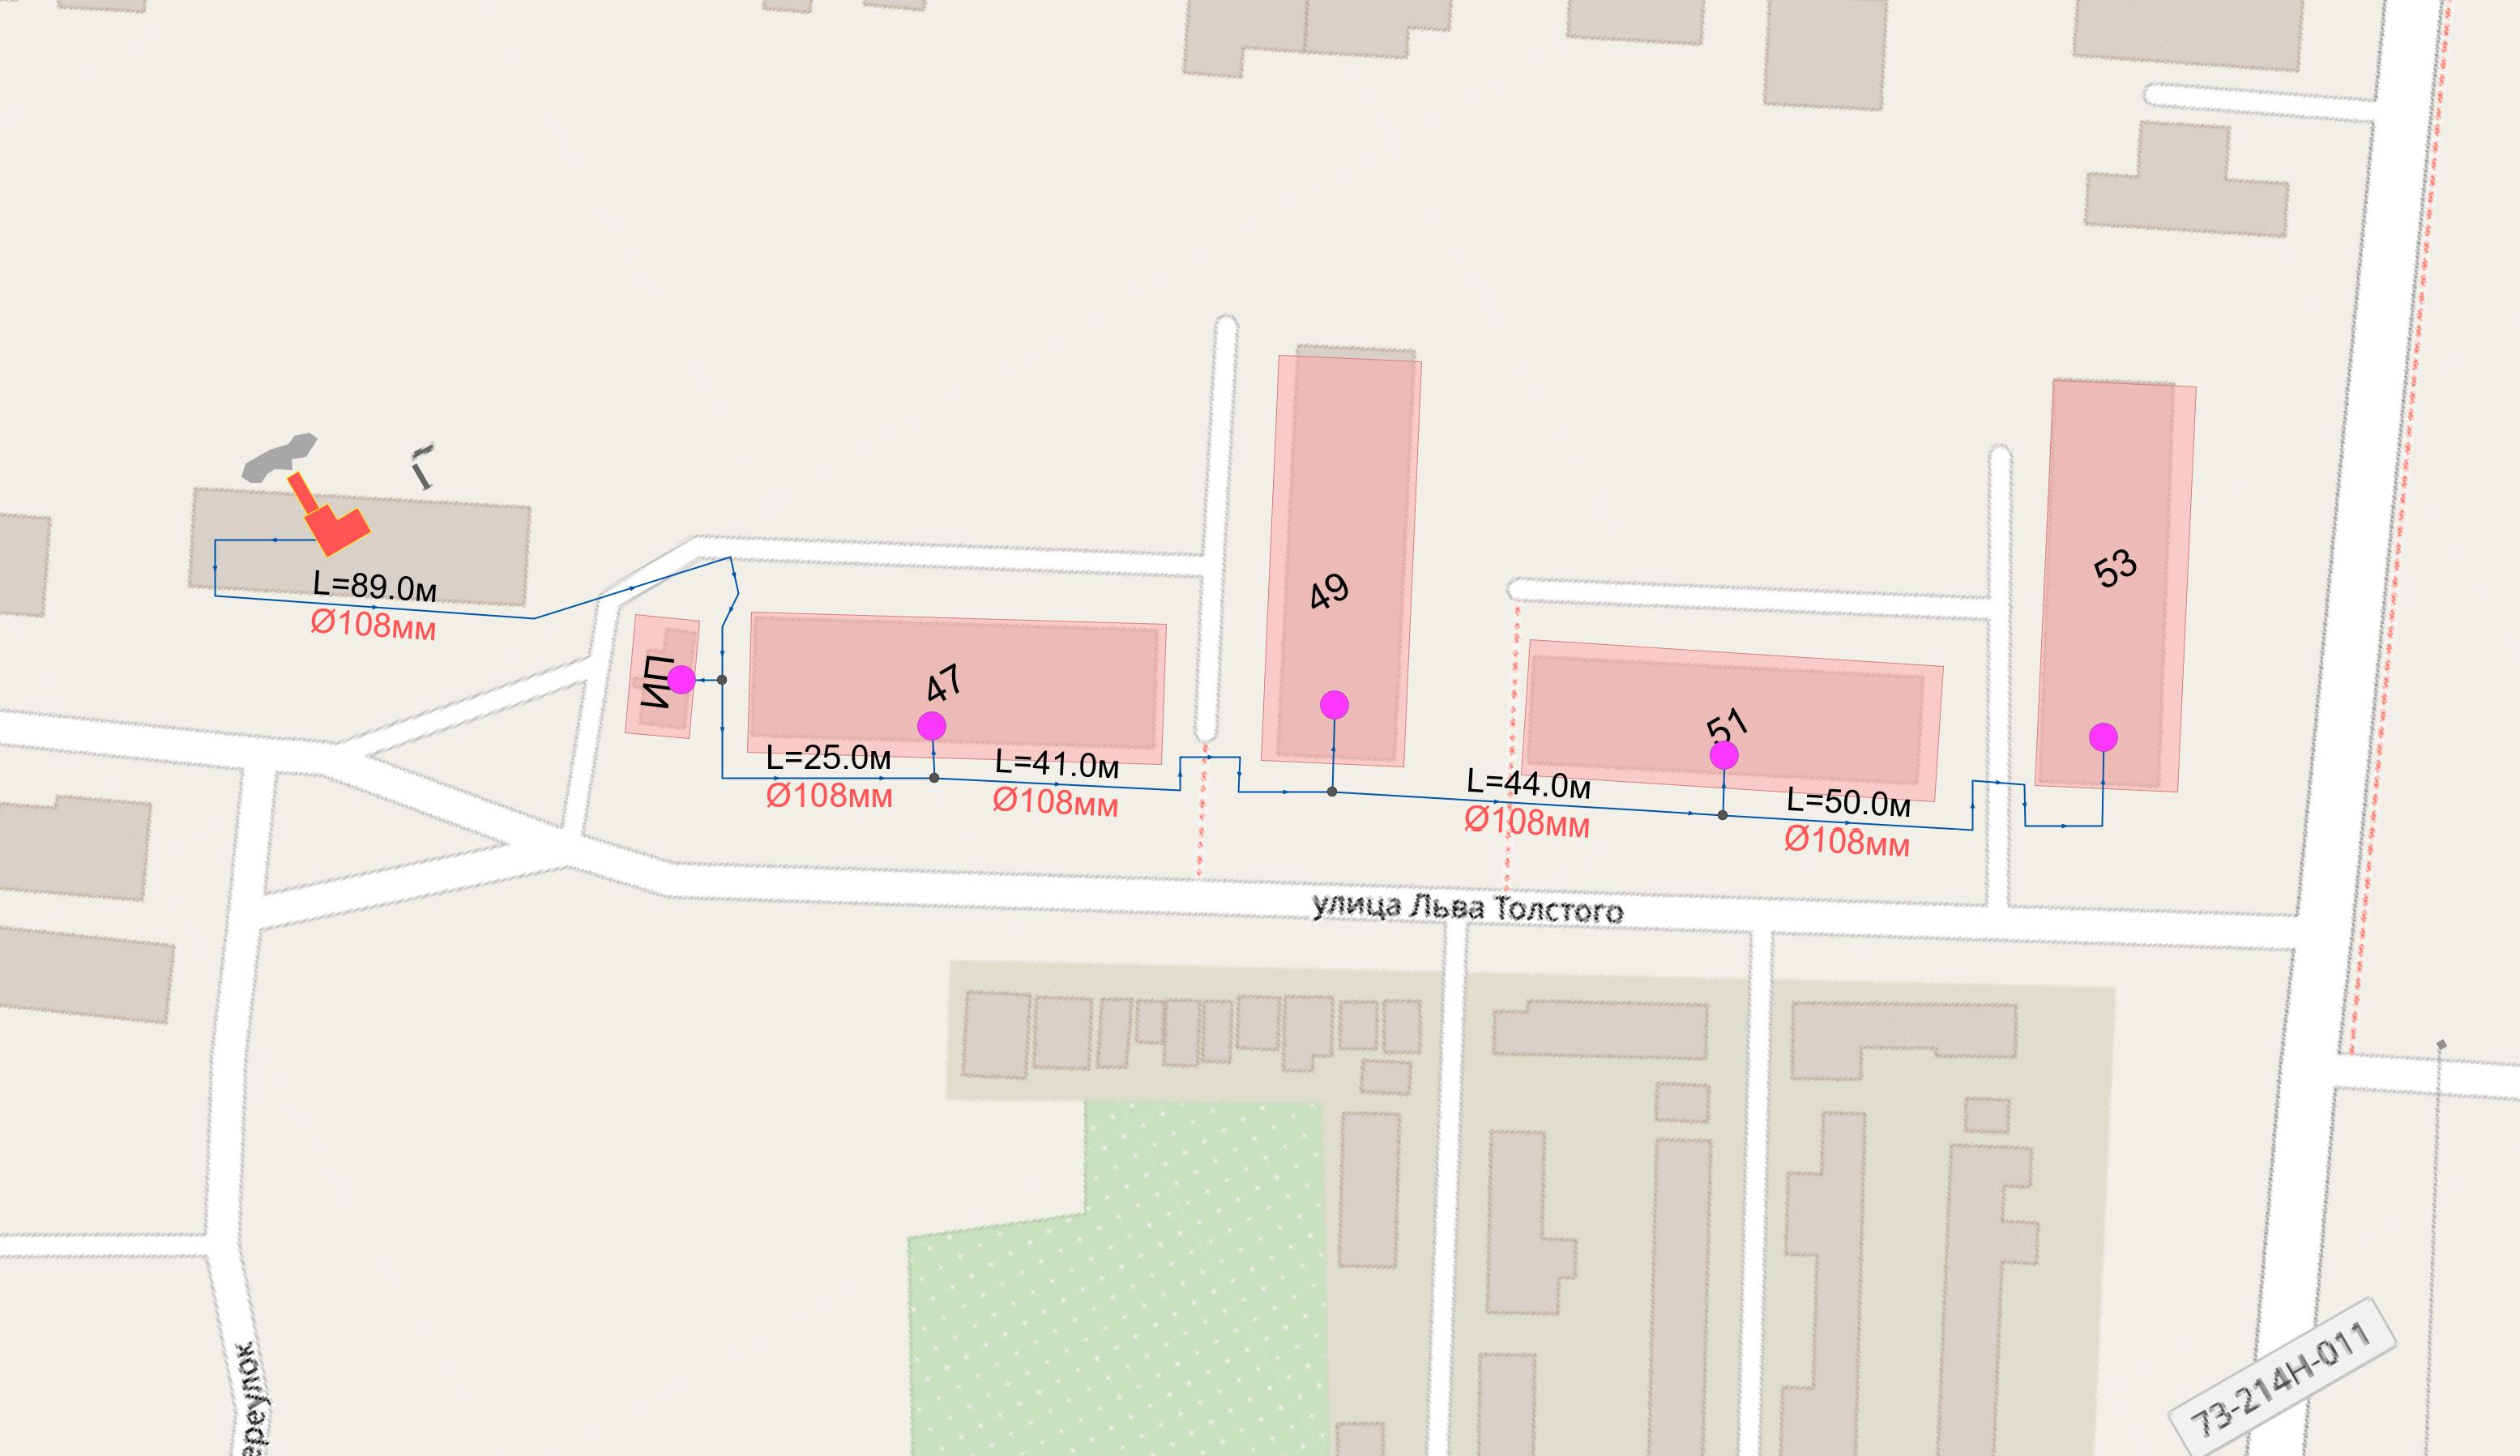 L=89.0м
Ø108мм
ИП
47
49
51
53
L=25.0м
Ø108мм
L=41.0м
Ø108мм
L=44.0м
Ø108мм
L=50.0м
Ø108мм
улица Льва Толстого
73-214Н-011